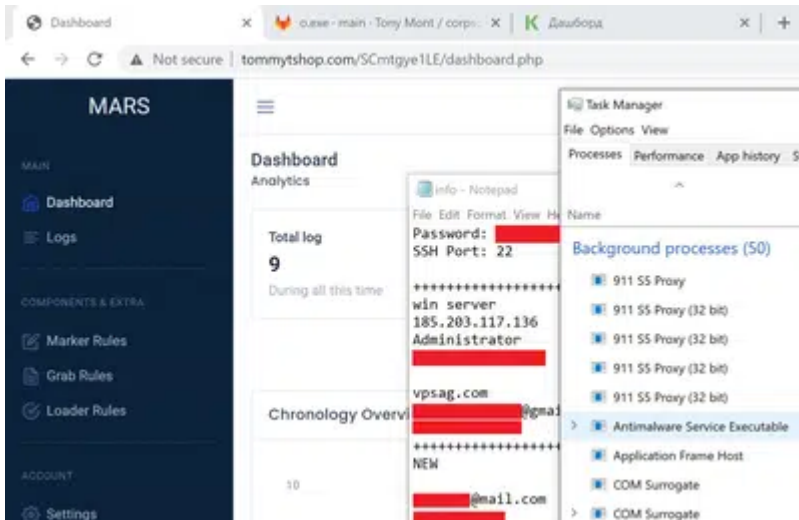 Dashboard
o.exe - main · Tony Mont / corp
Дашборд
Not secure
tommytshop.com/SCmtgye1LE/dashboard.php
MARS
MAIN
Dashboard
Logs
COMPONENTS & EXTRA
Marker Rules
Grab Rules
Loader Rules
ACCOUNT
Settings
Dashboard
Analytics
Total log
9
During all this time
Chronology Overvi
10
info - Notepad
File Edit Format View He
Password:
SSH Port: 22
++++++++++++++++++
win server
185.203.117.136
Administrator
vpsag.com
@gmai
++++++++++++++++++
NEW
@mail.com
Task Manager
File Options View
Processes Performance App history S
Name
Background processes (50)
911 S5 Proxy
911 S5 Proxy (32 bit)
911 S5 Proxy (32 bit)
911 S5 Proxy (32 bit)
911 S5 Proxy (32 bit)
Antimalware Service Executable
Application Frame Host
COM Surrogate
COM Surrogate